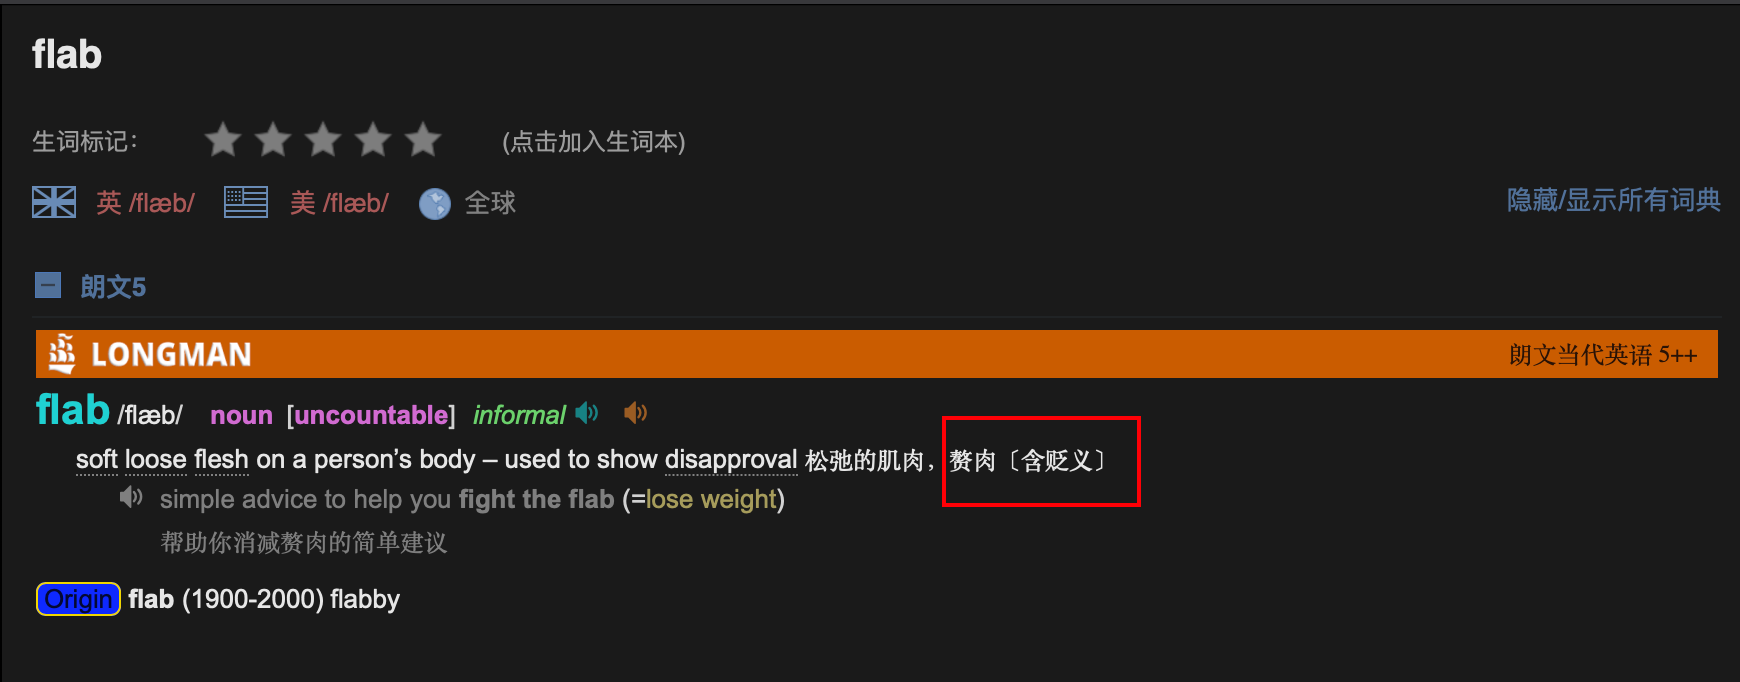 flab
生词标记： (点击加入生词本)
英 /flæb/ 美 /flæb/ 全球 隐藏/显示所有词典
朗文5
LONGMAN 朗文当代英语 5++
flab /flæb/ noun [uncountable] informal
soft loose flesh on a person’s body – used to show disapproval 松弛的肌肉，赘肉〔含贬义〕
simple advice to help you fight the flab (=lose weight)
帮助你消减赘肉的简单建议
Origin flab (1900-2000) flabby